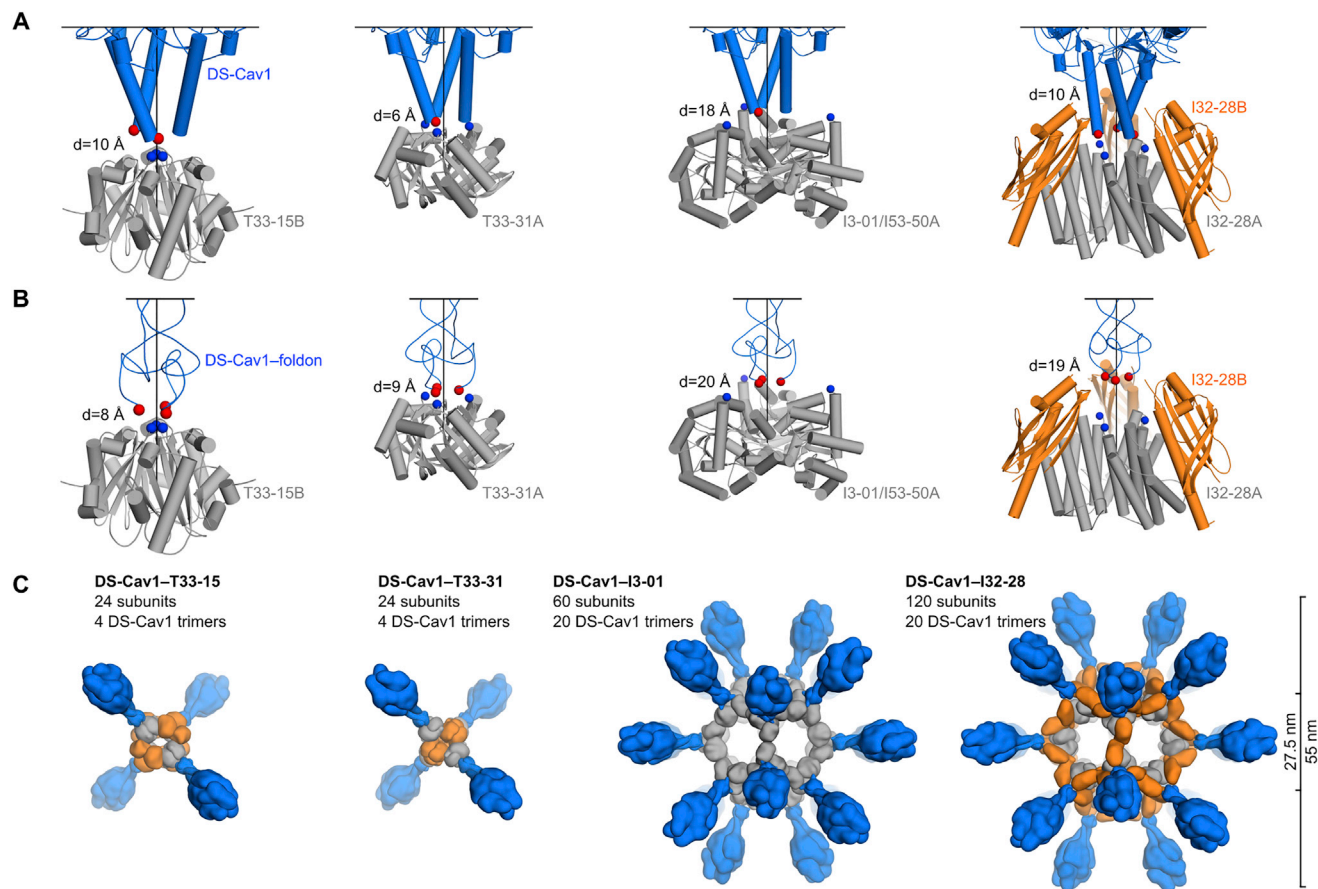 A
DS-Cav1
d=10 Å
T33-15B
d=6 Å
T33-31A
d=18 Å
I3-01/I53-50A
d=10 Å
I32-28B
I32-28A
B
DS-Cav1–foldon
d=8 Å
T33-15B
d=9 Å
T33-31A
d=20 Å
I3-01/I53-50A
d=19 Å
I32-28B
I32-28A
C
DS-Cav1–T33-15
24 subunits
4 DS-Cav1 trimers
DS-Cav1–T33-31
24 subunits
4 DS-Cav1 trimers
DS-Cav1–I3-01
60 subunits
20 DS-Cav1 trimers
DS-Cav1–I32-28
120 subunits
20 DS-Cav1 trimers
27.5 nm
55 nm